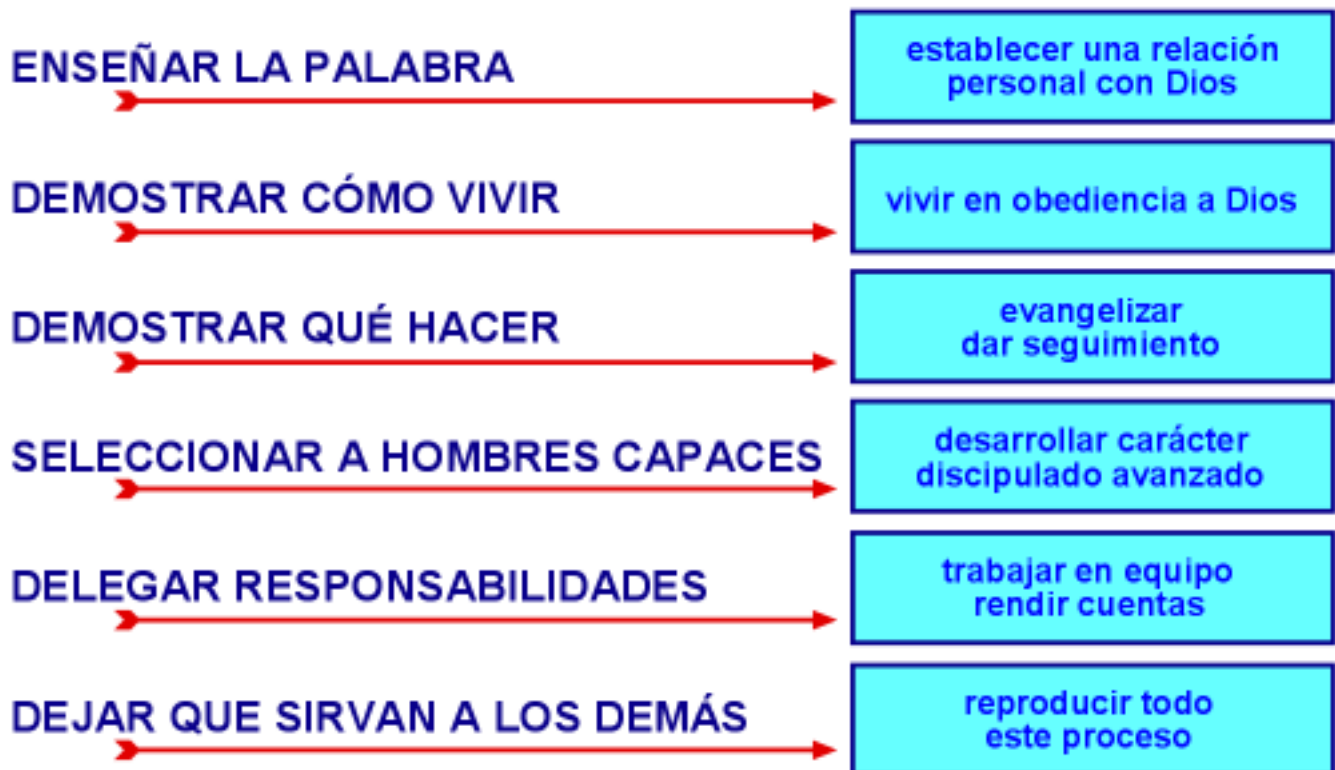 ENSEÑAR LA PALABRA
establecer una relación
personal con Dios
DEMOSTRAR CÓMO VIVIR
vivir en obediencia a Dios
DEMOSTRAR QUÉ HACER
evangelizar
dar seguimiento
SELECCIONAR A HOMBRES CAPACES
desarrollar carácter
discipulado avanzado
DELEGAR RESPONSABILIDADES
trabajar en equipo
rendir cuentas
DEJAR QUE SIRVAN A LOS DEMÁS
reproducir todo
este proceso